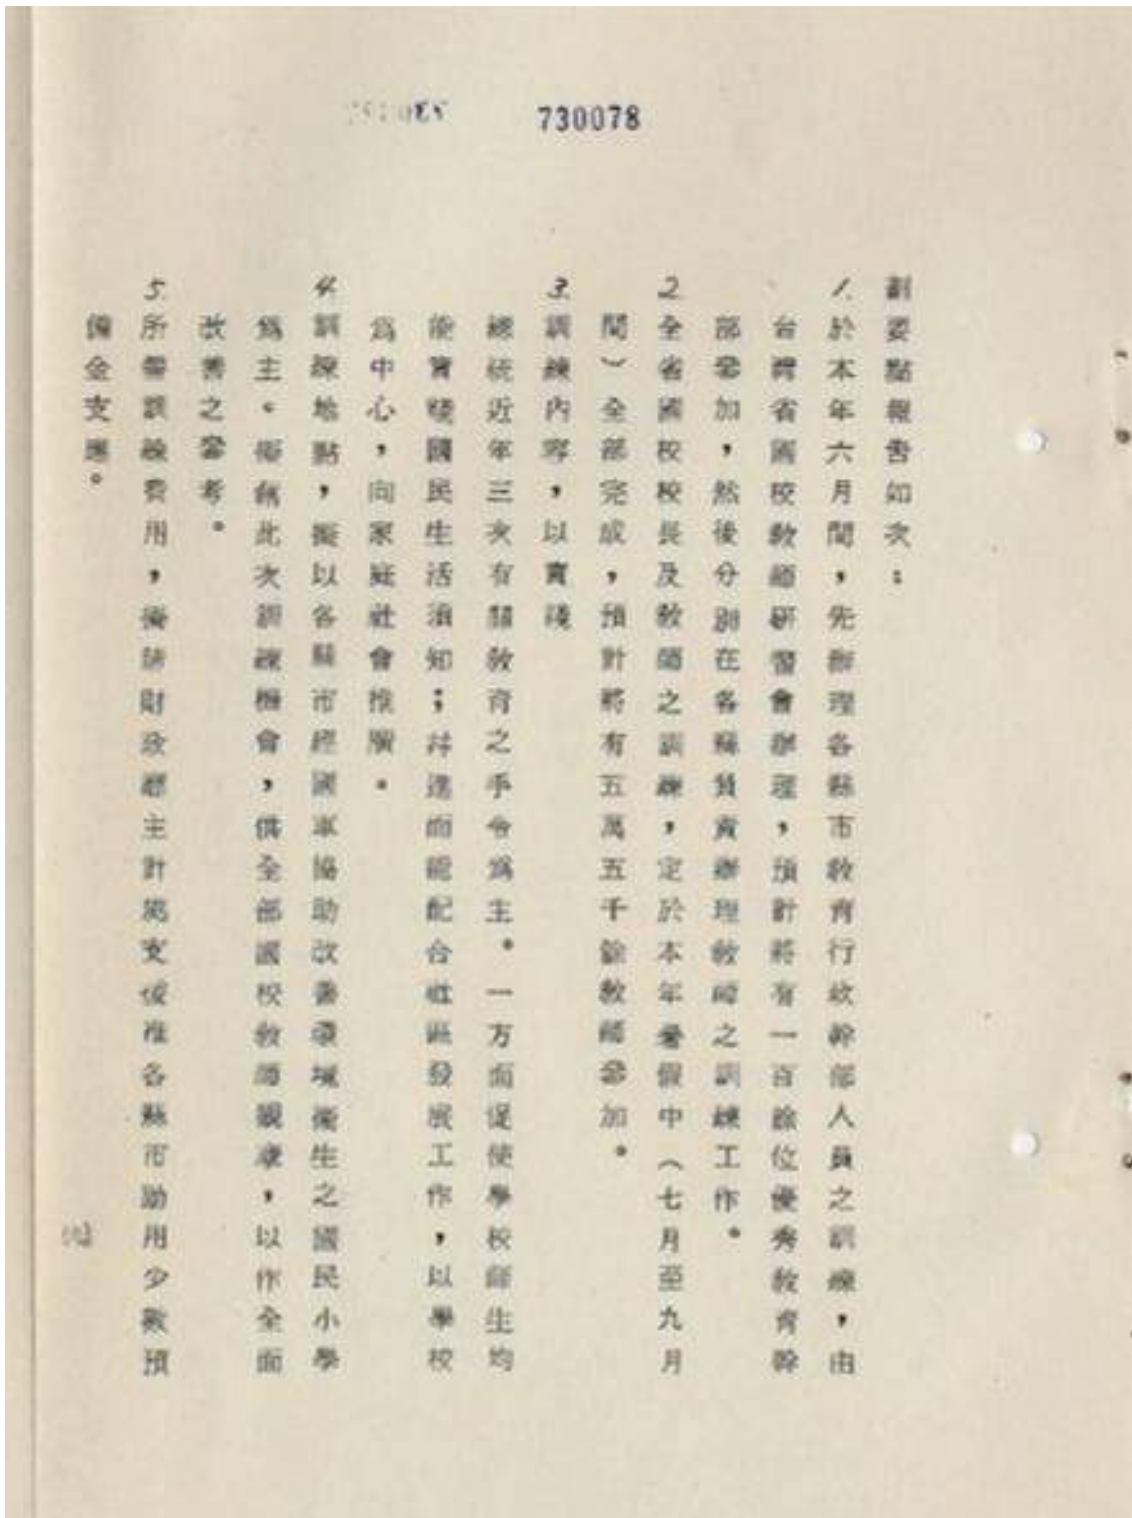 730078
劃要點報告如次：
1.於本年六月間，先辦理各縣市教育行政幹部人員之訓練，由
台灣省國校教師研習會辦理，預計將有一百餘位優秀教育幹
部參加，然後分別在各縣負責辦理教師之訓練工作。
2.全省國校校長及教師之訓練，定於本年暑假中（七月至九月
間）全部完成，預計將有五萬五千餘教師參加。
3.訓練內容，以實踐
總統近年三次有關教育之手令為主。一方面促使學校師生均
能實踐國民生活須知；並進而能配合社區發展工作，以學校
為中心，向家庭社會推廣。
4.訓練地點，擬以各縣市經國軍協助改善環境衛生之國民小學
為主。擬藉此次訓練機會，供全部國校教師觀摩，以作全面
改善之參考。
5.所需訓練費用，擬請財政廳主計處支援准各縣市動用少數預
備金支應。